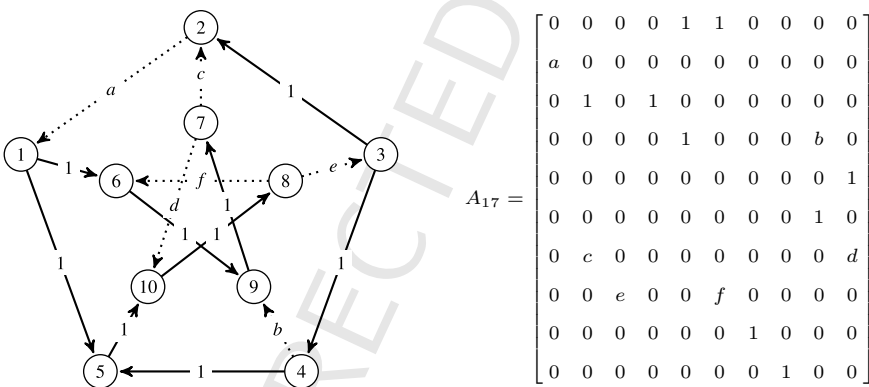 2
a
c
1
7
1
3
1
6
f
8
e
d
1
1
1
1
1
10
9
1
b
5
1
4
RECTED
A₁₇ =
0 0 0 0 1 1 0 0 0 0
a 0 0 0 0 0 0 0 0 0
0 1 0 1 0 0 0 0 0 0
0 0 0 0 1 0 0 0 b 0
0 0 0 0 0 0 0 0 0 1
0 0 0 0 0 0 0 0 1 0
0 c 0 0 0 0 0 0 0 d
0 0 e 0 0 f 0 0 0 0
0 0 0 0 0 0 1 0 0 0
0 0 0 0 0 0 0 1 0 0